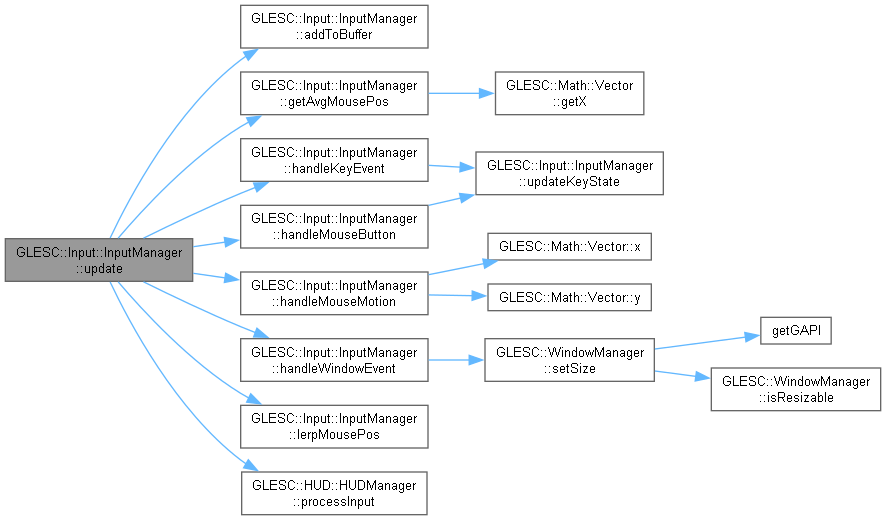 GLESC::Input::InputManager
::update
GLESC::Input::InputManager
::addToBuffer
GLESC::Input::InputManager
::getAvgMousePos
GLESC::Math::Vector
::getX
GLESC::Input::InputManager
::handleKeyEvent
GLESC::Input::InputManager
::updateKeyState
GLESC::Input::InputManager
::handleMouseButton
GLESC::Input::InputManager
::handleMouseMotion
GLESC::Math::Vector::x
GLESC::Math::Vector::y
GLESC::Input::InputManager
::handleWindowEvent
GLESC::WindowManager
::setSize
getGAPI
GLESC::WindowManager
::isResizable
GLESC::Input::InputManager
::lerpMousePos
GLESC::HUD::HUDManager
::processInput